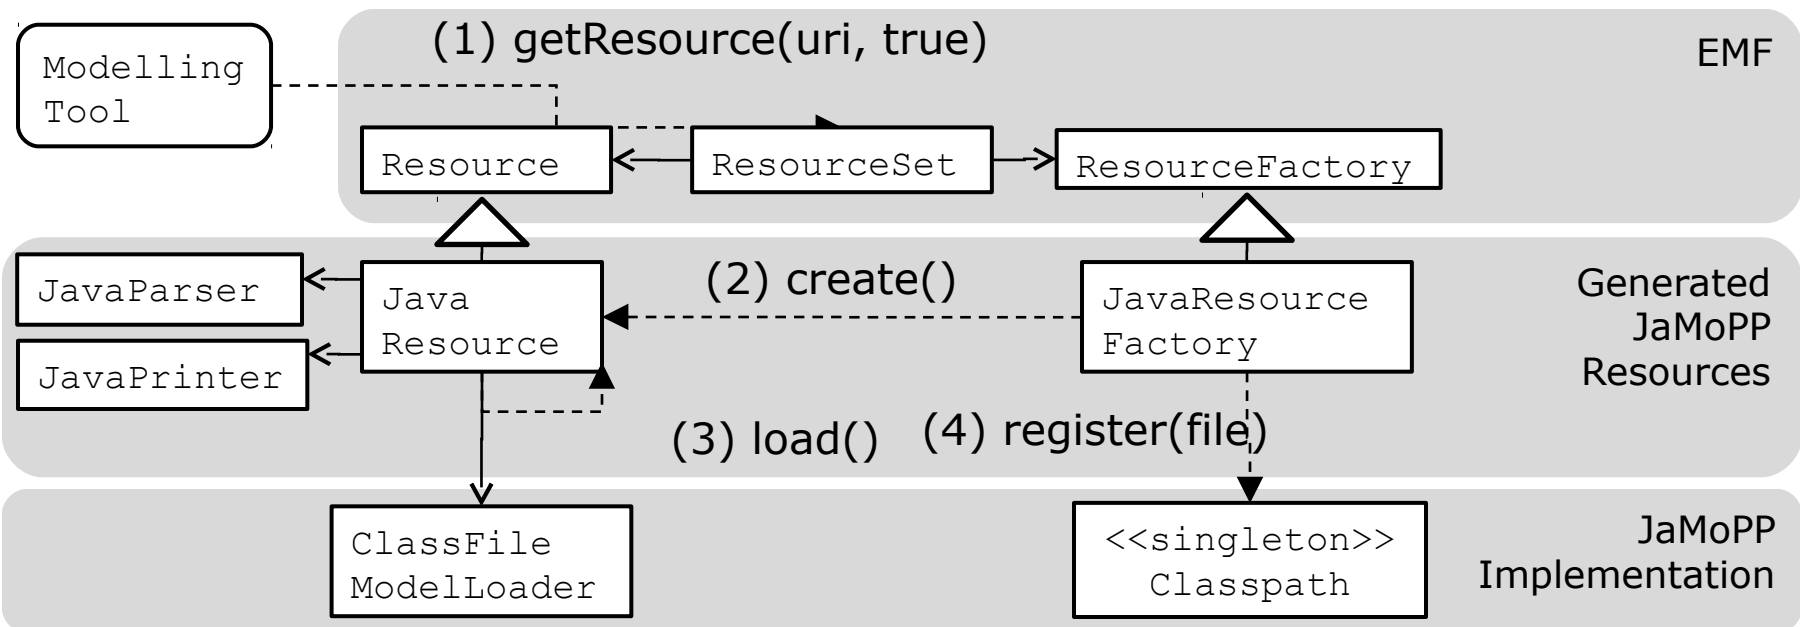 (1) getResource(uri, true)
EMF
Modelling
Tool
Resource
ResourceSet
ResourceFactory
JavaParser
Java
Resource
(2) create()
JavaResource
Factory
Generated
JaMoPP
Resources
JavaPrinter
(3) load()
(4) register(file)
ClassFile
ModelLoader
<<singleton>>
Classpath
JaMoPP
Implementation